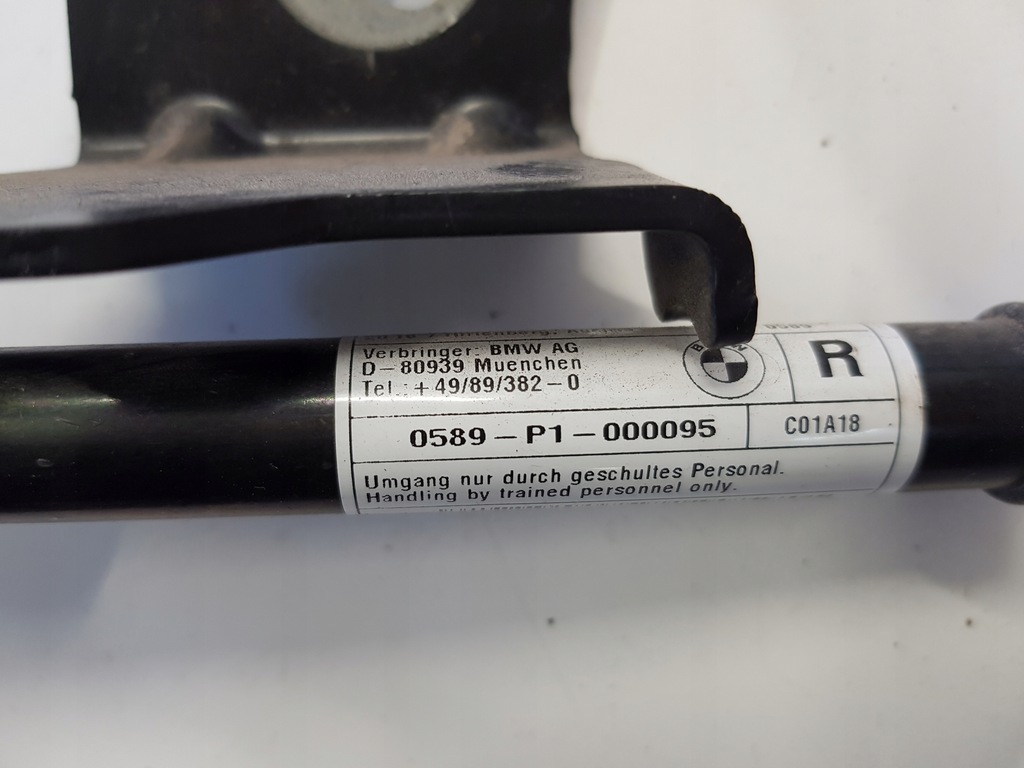 Verbringer: BMW AG
D-80939 Muenchen
Tel.: +49/89/382-0
R
0589-P1-000095
C01A18
Umgang nur durch geschultes Personal.
Handling by trained personnel only.